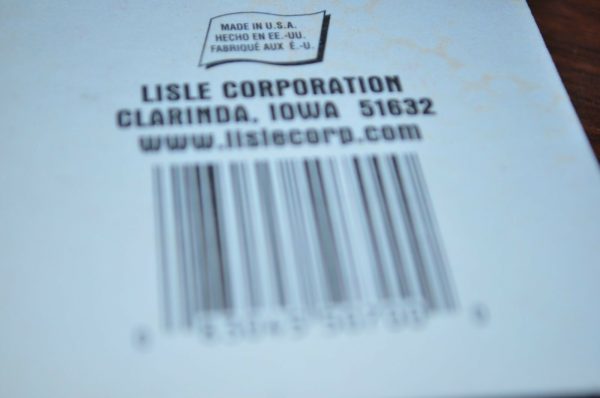 MADE IN U.S.A.
HECHO EN EE.-UU.
FABRIQUÉ AUX É.-U.
LISLE CORPORATION
CLARINDA, IOWA 51632
www.lislecorp.com